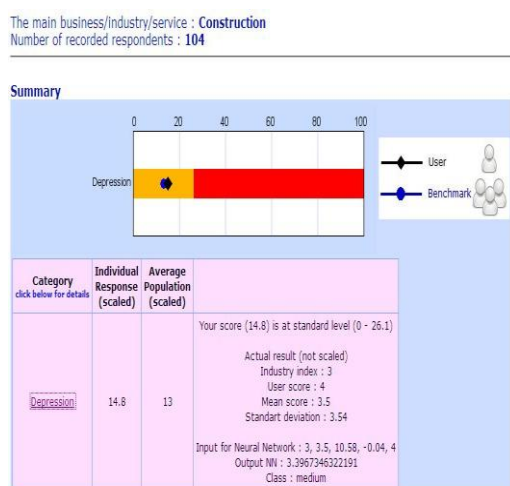 The main business/industry/service : Construction
Number of recorded respondents : 104
Summary
0 20 40 60 80 100
Depression
User
Benchmark
Category
click below for details
Individual
Response
(scaled)
Average
Population
(scaled)
Depression
14.8
13
Your score (14.8) is at standard level (0 - 26.1)
Actual result (not scaled)
Industry index : 3
User score : 4
Mean score : 3.5
Standart deviation : 3.54
Input for Neural Network : 3, 3.5, 10.58, -0.04, 4
Output NN : 3.3967346322191
Class : medium